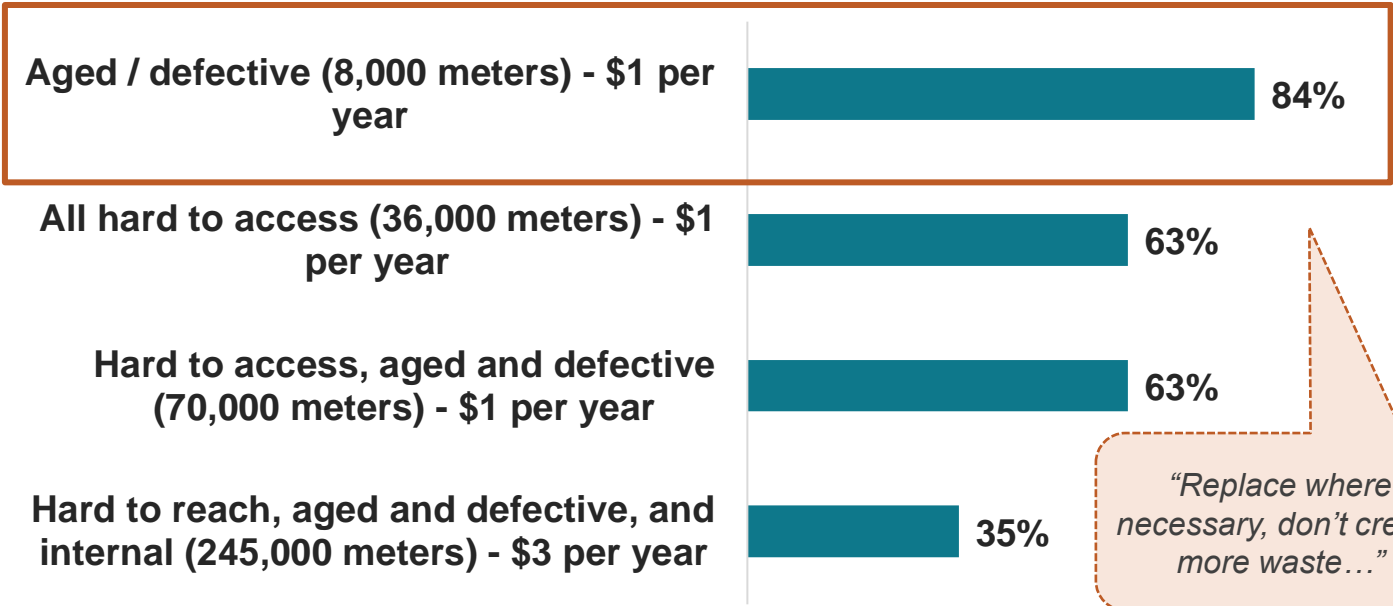 Aged / defective (8,000 meters) - $1 per
year
84%
All hard to access (36,000 meters) - $1
per year
63%
Hard to access, aged and defective
(70,000 meters) - $1 per year
63%
Hard to reach, aged and defective, and
internal (245,000 meters) - $3 per year
35%
“Replace where
necessary, don’t cre
more waste…”